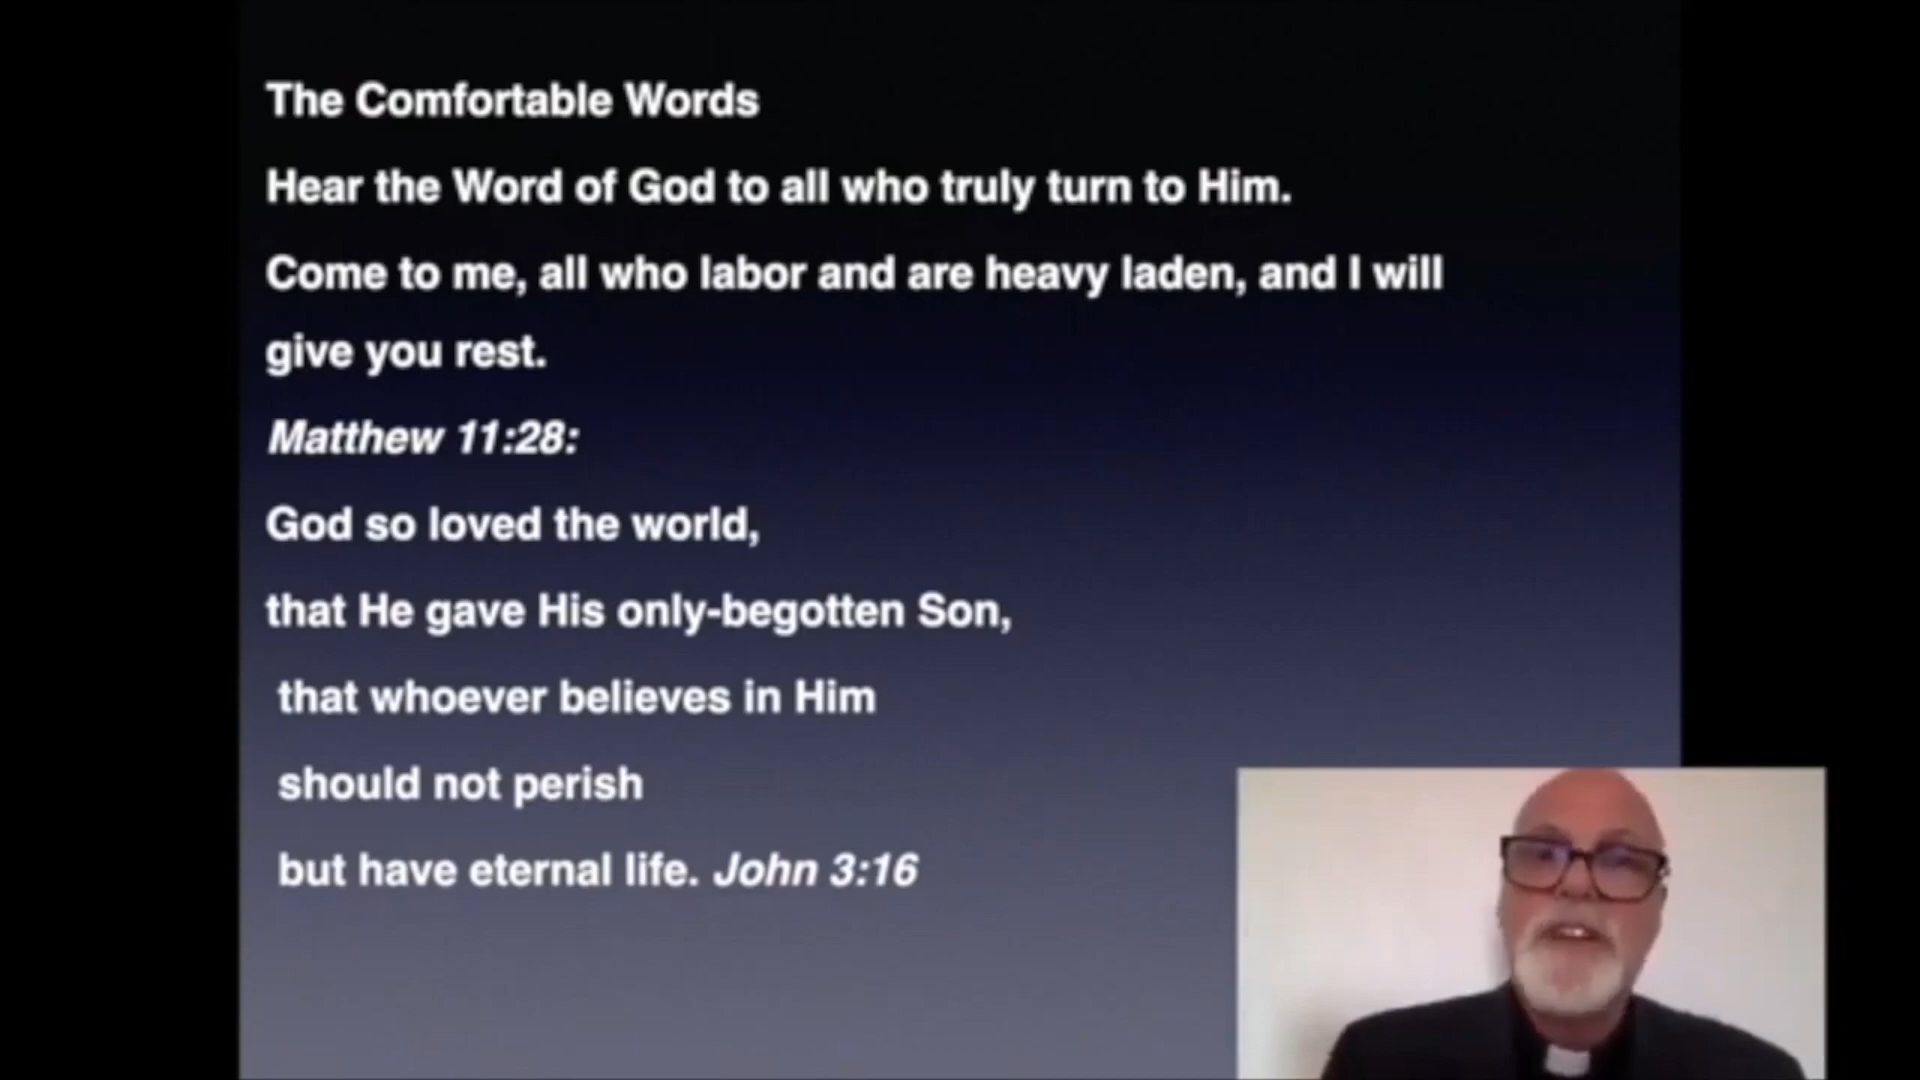 The Comfortable Words
Hear the Word of God to all who truly turn to Him.
Come to me, all who labor and are heavy laden, and I will
give you rest.
Matthew 11:28:
God so loved the world,
that He gave His only-begotten Son,
that whoever believes in Him
should not perish
but have eternal life. John 3:16